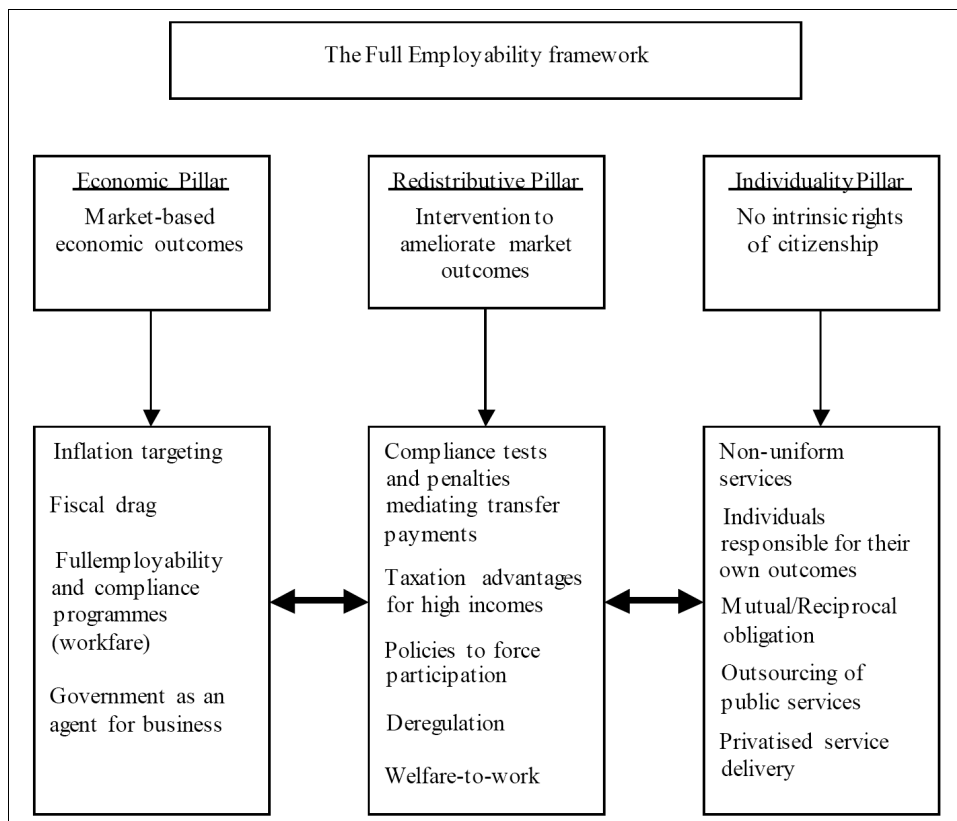 The Full Employability framework
Economic Pillar
Market-based
economic outcomes
Redistributive Pillar
Intervention to
ameliorate market
outcomes
Individuality Pillar
No intrinsic rights
of citizenship
Inflation targeting
Fiscal drag
Fullemployability
and compliance
programmes
(workfare)
Government as an
agent for business
Compliance tests
and penalties
mediating transfer
payments
Taxation advantages
for high incomes
Policies to force
participation
Deregulation
Welfare-to-work
Non-uniform
services
Individuals
responsible for their
own outcomes
Mutual/Reciprocal
obligation
Outsourcing of
public services
Privatised service
delivery